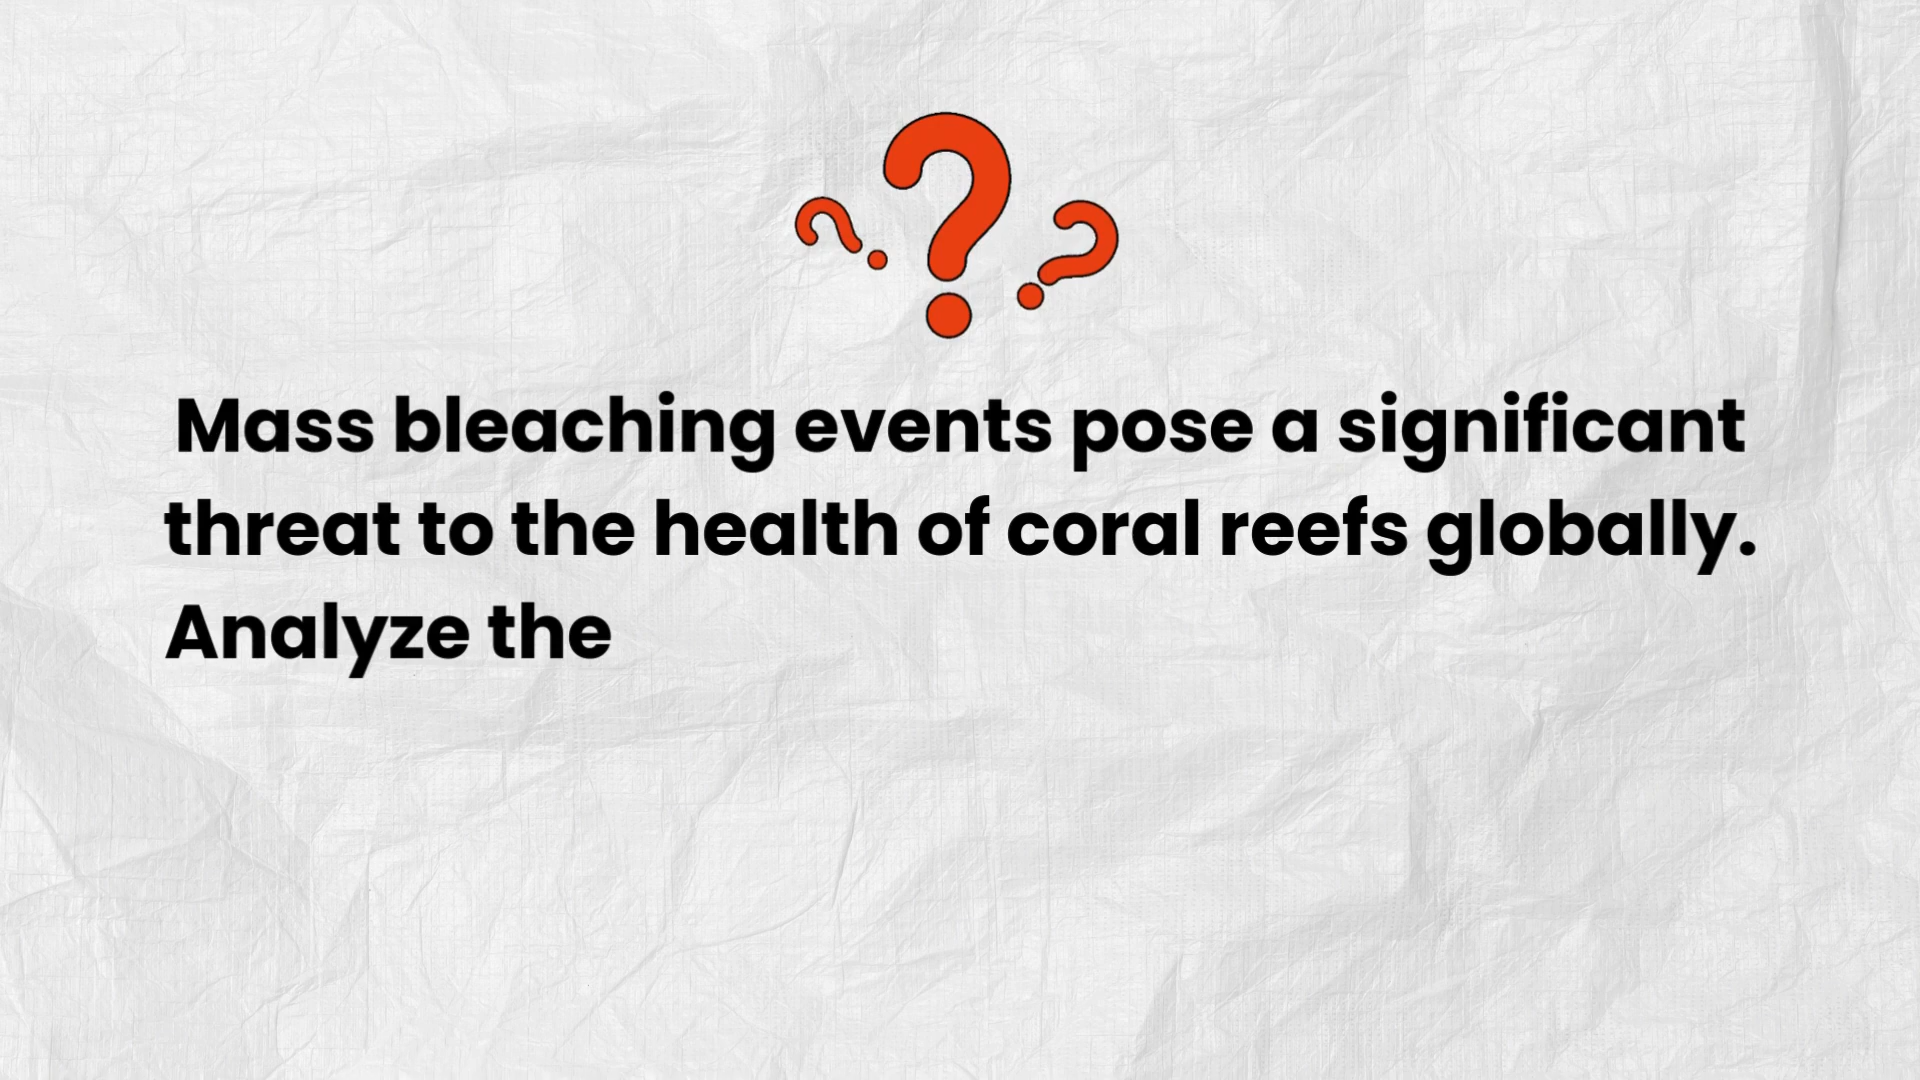 Mass bleaching events pose a significant
threat to the health of coral reefs globally.
Analyze the